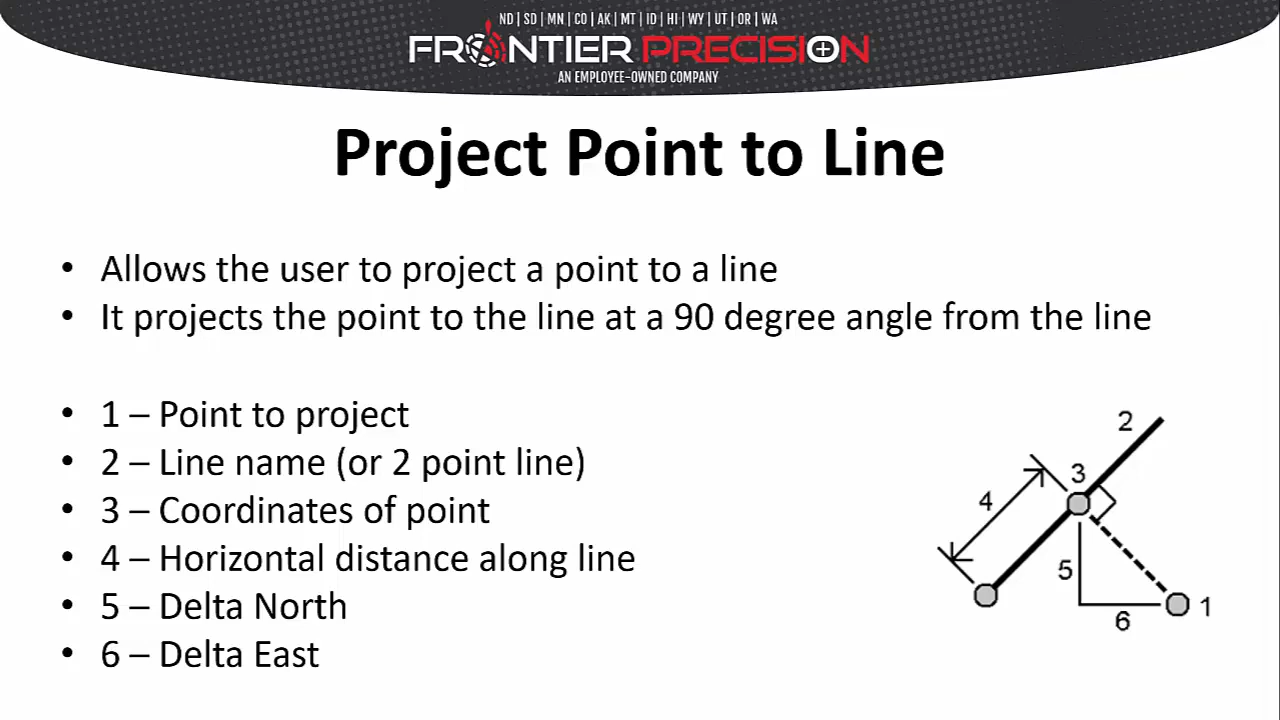 ND | SD | MN | CO | AK | MT | ID | HI | WY | UT | OR | WA
FRONTIER PRECISION
AN EMPLOYEE-OWNED COMPANY
Project Point to Line
• Allows the user to project a point to a line
• It projects the point to the line at a 90 degree angle from the line
• 1 – Point to project
• 2 – Line name (or 2 point line)
• 3 – Coordinates of point
• 4 – Horizontal distance along line
• 5 – Delta North
• 6 – Delta East
2
3
4
5
1
6